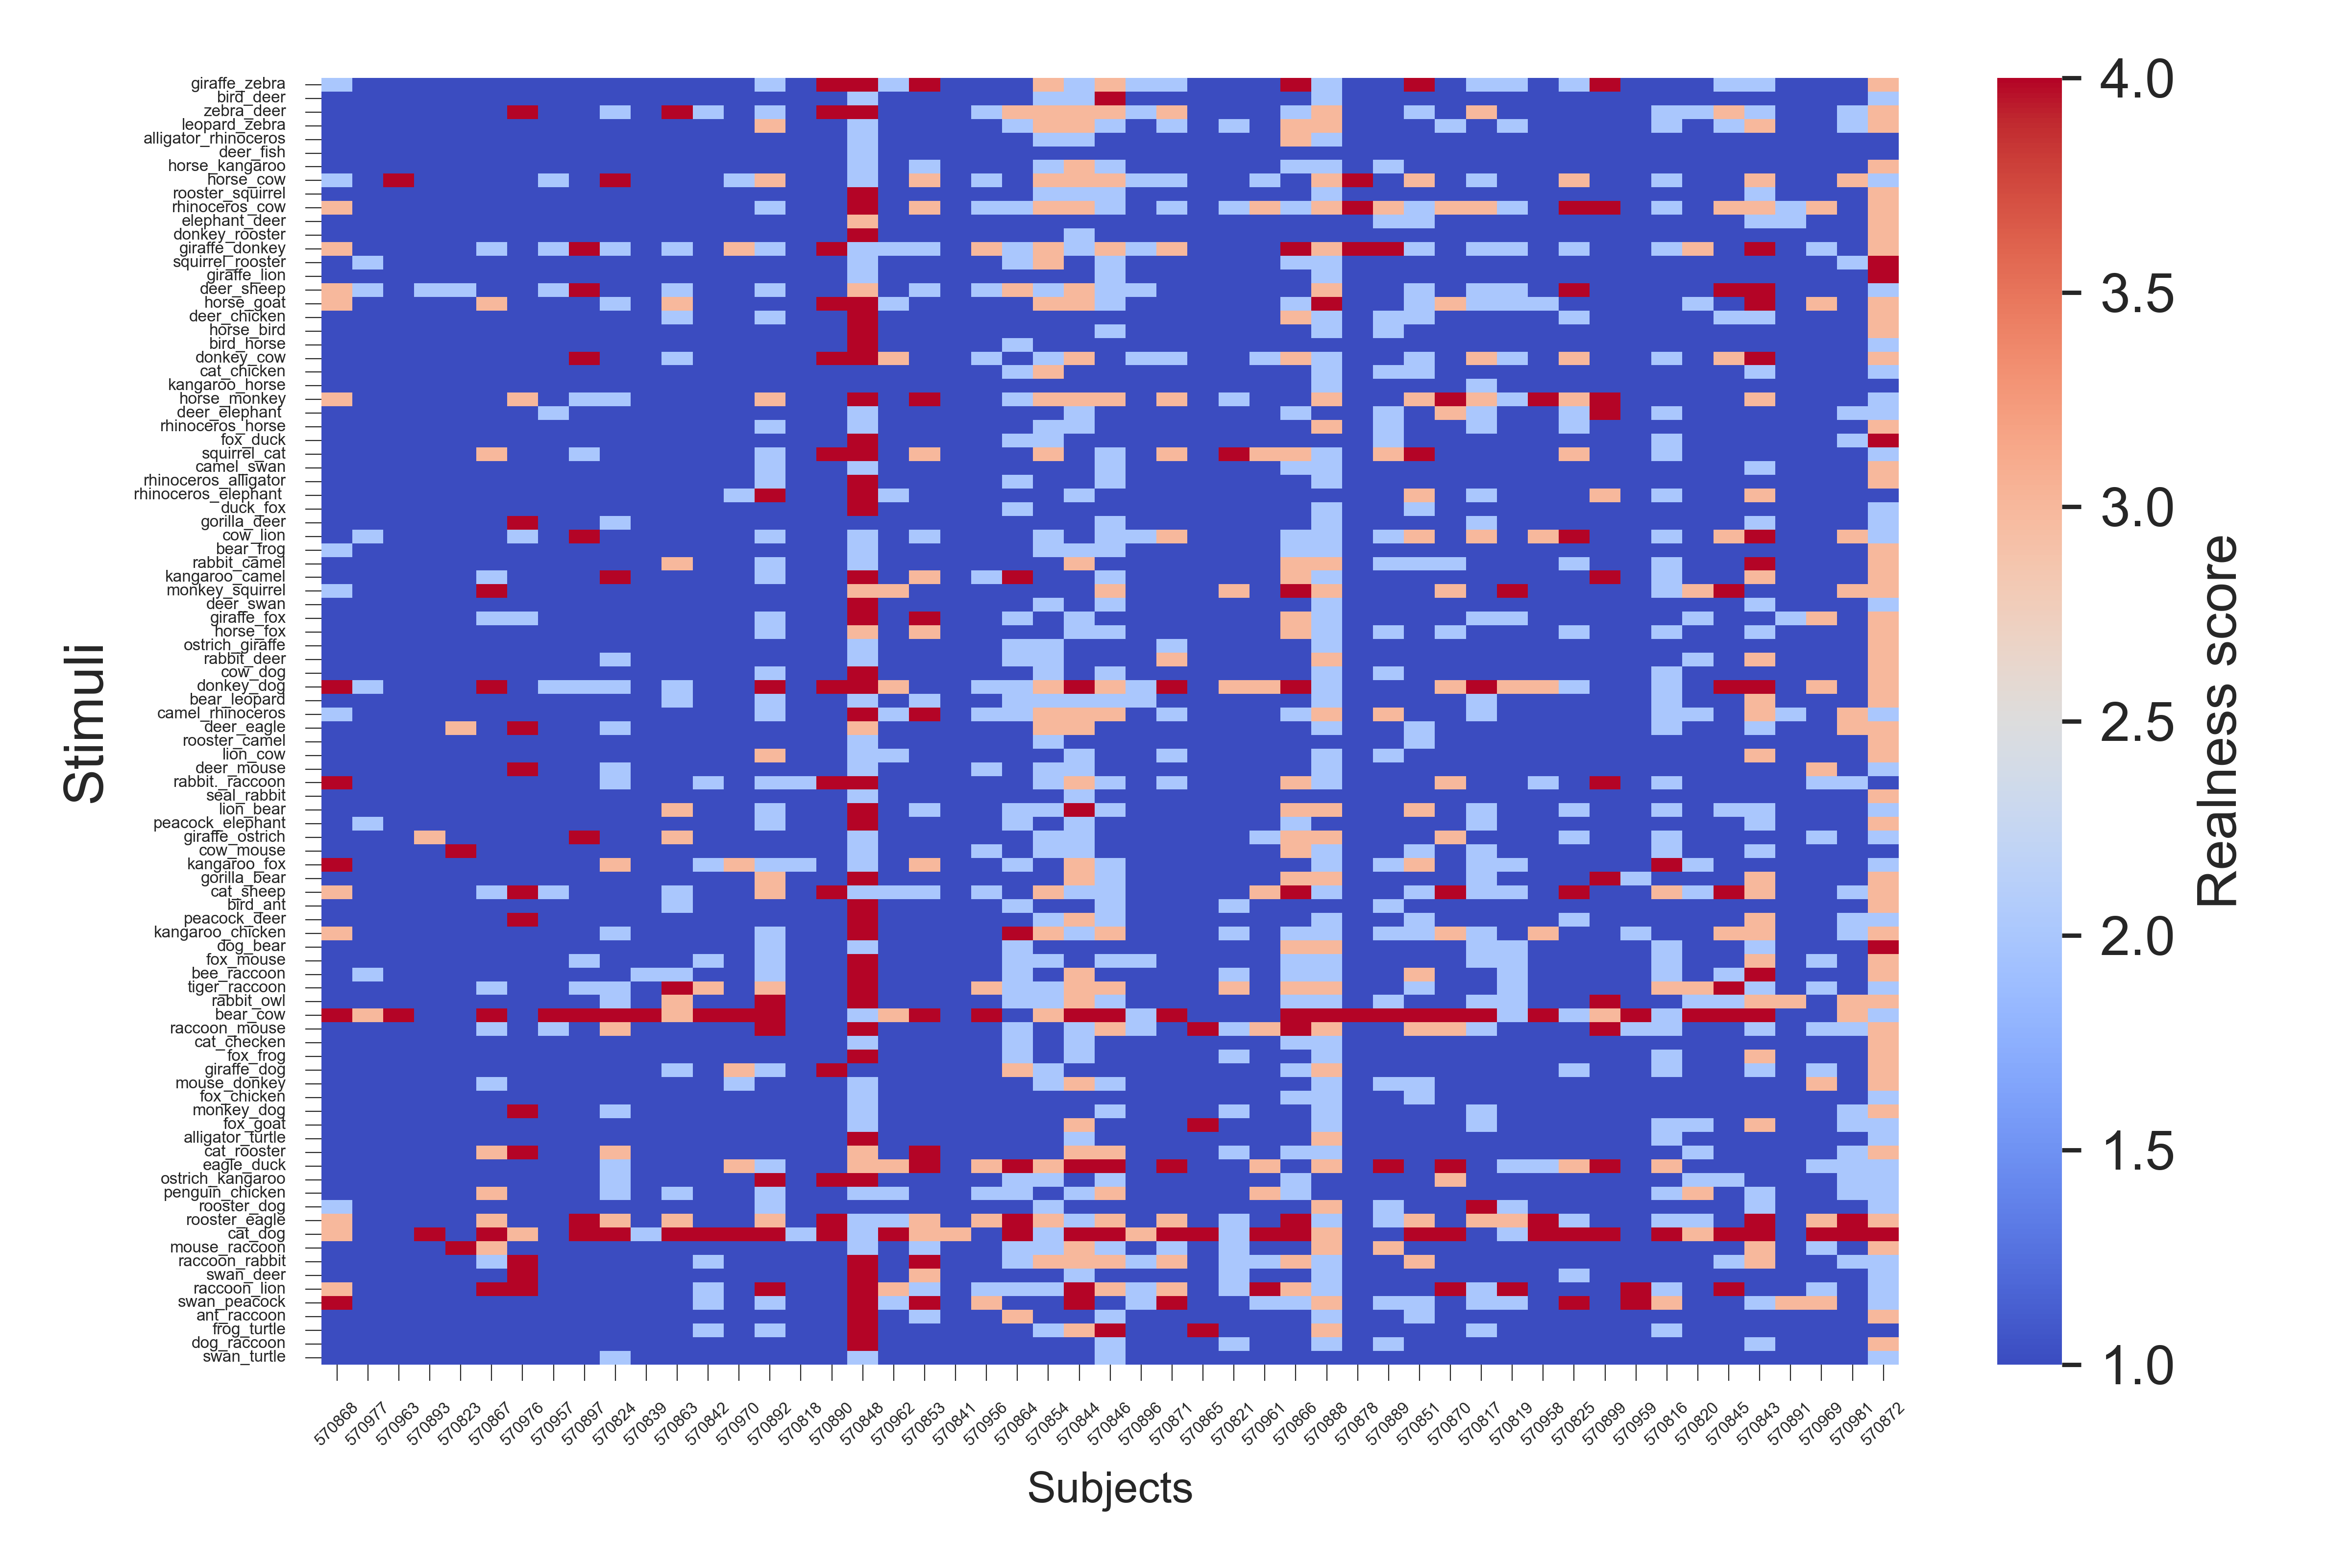 Stimuli
giraffe_zebra
bird_deer
zebra_deer
leopard_zebra
alligator_rhinoceros
deer_fish
horse_kangaroo
horse_cow
rooster_squirrel
rhinoceros_cow
elephant_deer
donkey_rooster
giraffe_donkey
squirrel_rooster
giraffe_lion
deer_sheep
horse_goat
deer_chicken
horse_bird
bird_horse
donkey_cow
cat_chicken
kangaroo_horse
horse_monkey
deer_elephant
rhinoceros_horse
fox_duck
squirrel_cat
camel_swan
rhinoceros_alligator
rhinoceros_elephant
duck_fox
gorilla_deer
cow_lion
bear_frog
rabbit_camel
kangaroo_camel
monkey_squirrel
deer_swan
giraffe_fox
horse_fox
ostrich_giraffe
rabbit_deer
cow_dog
donkey_dog
bear_leopard
camel_rhinoceros
deer_eagle
rooster_camel
lion_cow
deer_mouse
rabbit._raccoon
seal_rabbit
lion_bear
peacock_elephant
giraffe_ostrich
cow_mouse
kangaroo_fox
gorilla_bear
cat_sheep
bird_ant
peacock_deer
kangaroo_chicken
dog_bear
fox_mouse
bee_raccoon
tiger_raccoon
rabbit_owl
bear_cow
raccoon_mouse
cat_checken
fox_frog
giraffe_dog
mouse_donkey
fox_chicken
monkey_dog
fox_goat
alligator_turtle
cat_rooster
eagle_duck
ostrich_kangaroo
penguin_chicken
rooster_dog
rooster_eagle
cat_dog
mouse_raccoon
raccoon_rabbit
swan_deer
raccoon_lion
swan_peacock
ant_raccoon
frog_turtle
dog_raccoon
swan_turtle
570868 570977 570963 570893 570823 570867 570976 570957 570897 570824 570839 570863 570842 570970 570892 570818 570890 570848 570962 570853 570841 570956 570864 570854 570844 570846 570896 570871 570865 570821 570961 570866 570888 570878 570889 570851 570870 570817 570819 570958 570825 570899 570959 570816 570820 570845 570843 570891 570969 570981 570872
Subjects
4.0
3.5
3.0
2.5
2.0
1.5
1.0
Realness score